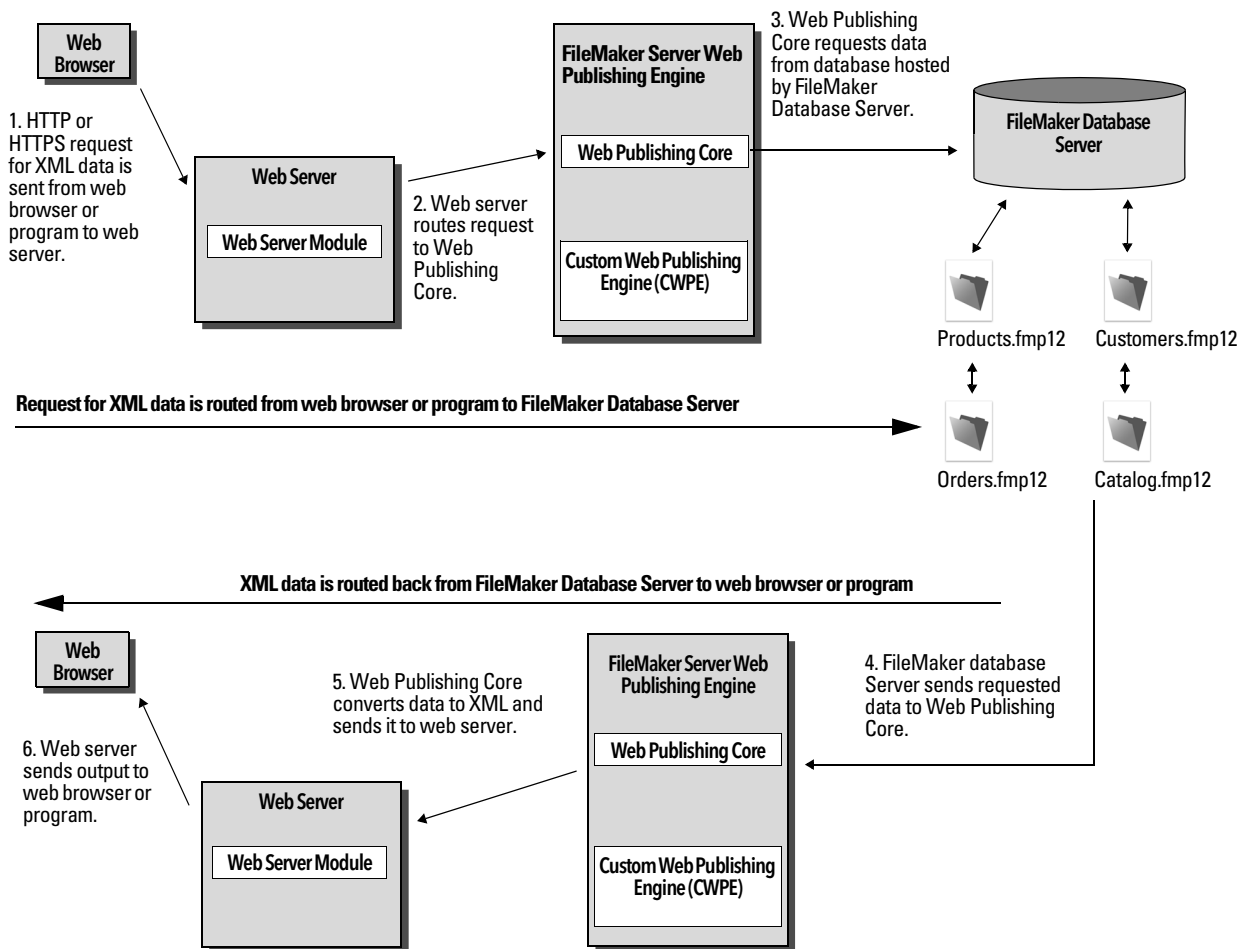 Web
Browser
1. HTTP or
HTTPS request
for XML data is
sent from web
browser or
program to web
server.
Web Server
Web Server Module
2. Web server
routes request
to Web
Publishing
Core.
FileMaker Server Web
Publishing Engine
Web Publishing Core
Custom Web Publishing
Engine (CWPE)
3. Web Publishing
Core requests data
from database hosted
by FileMaker
Database Server.
FileMaker Database
Server
Products.fmp12
Customers.fmp12
Orders.fmp12
Catalog.fmp12
Request for XML data is routed from web browser or program to FileMaker Database Server
XML data is routed back from FileMaker Database Server to web browser or program
4. FileMaker database
Server sends requested
data to Web Publishing
Core.
FileMaker Server Web
Publishing Engine
Web Publishing Core
Custom Web Publishing
Engine (CWPE)
5. Web Publishing Core
converts data to XML and
sends it to web server.
Web Server
Web Server Module
6. Web server
sends output to
web browser or
program.
Web
Browser